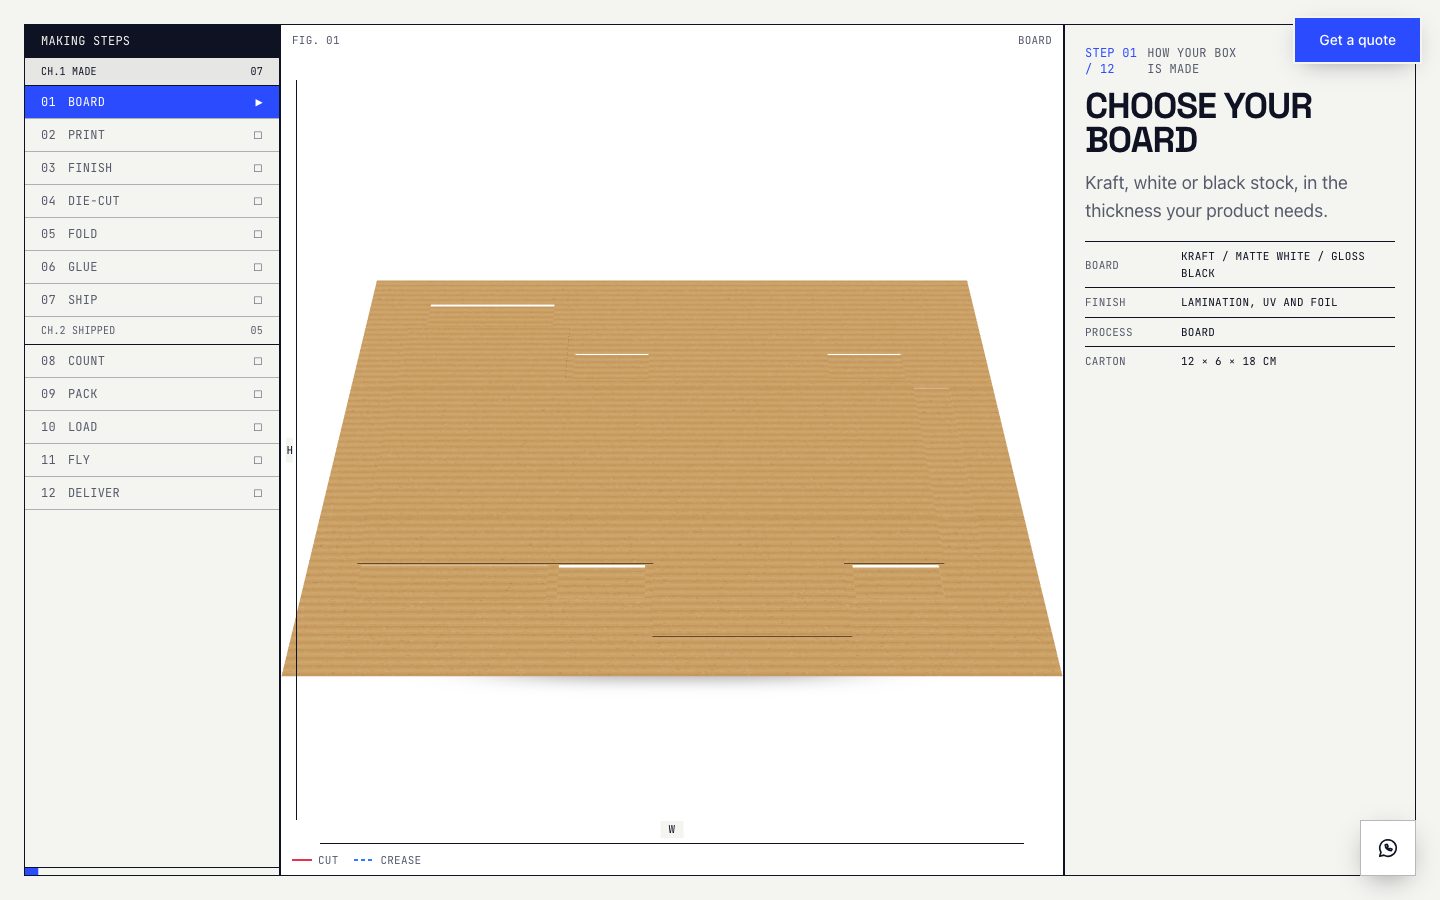 MAKING STEPS
CH.1 MADE 07
01 BOARD
02 PRINT
03 FINISH
04 DIE-CUT
05 FOLD
06 GLUE
07 SHIP
CH.2 SHIPPED 05
08 COUNT
09 PACK
10 LOAD
11 FLY
12 DELIVER
FIG. 01
BOARD
H
W
CUT
CREASE
Get a quote
STEP 01 / 12
HOW YOUR BOX IS MADE
CHOOSE YOUR
BOARD
Kraft, white or black stock, in the
thickness your product needs.
BOARD KRAFT / MATTE WHITE / GLOSS
BLACK
FINISH LAMINATION, UV AND FOIL
PROCESS BOARD
CARTON 12 × 6 × 18 CM